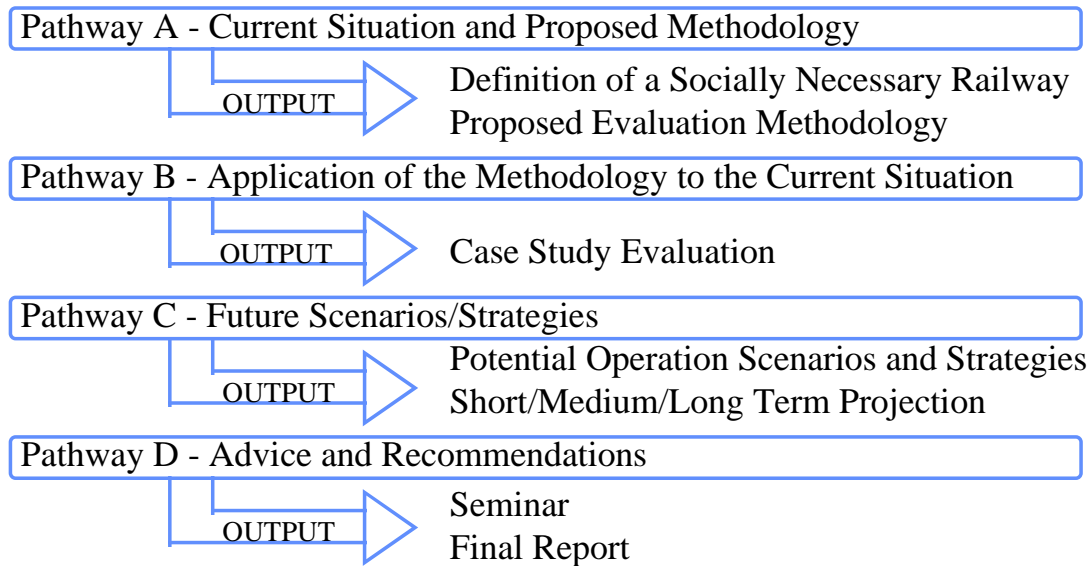 Pathway A - Current Situation and Proposed Methodology
OUTPUT
Definition of a Socially Necessary Railway
Proposed Evaluation Methodology
Pathway B - Application of the Methodology to the Current Situation
OUTPUT
Case Study Evaluation
Pathway C - Future Scenarios/Strategies
OUTPUT
Potential Operation Scenarios and Strategies
Short/Medium/Long Term Projection
Pathway D - Advice and Recommendations
OUTPUT
Seminar
Final Report